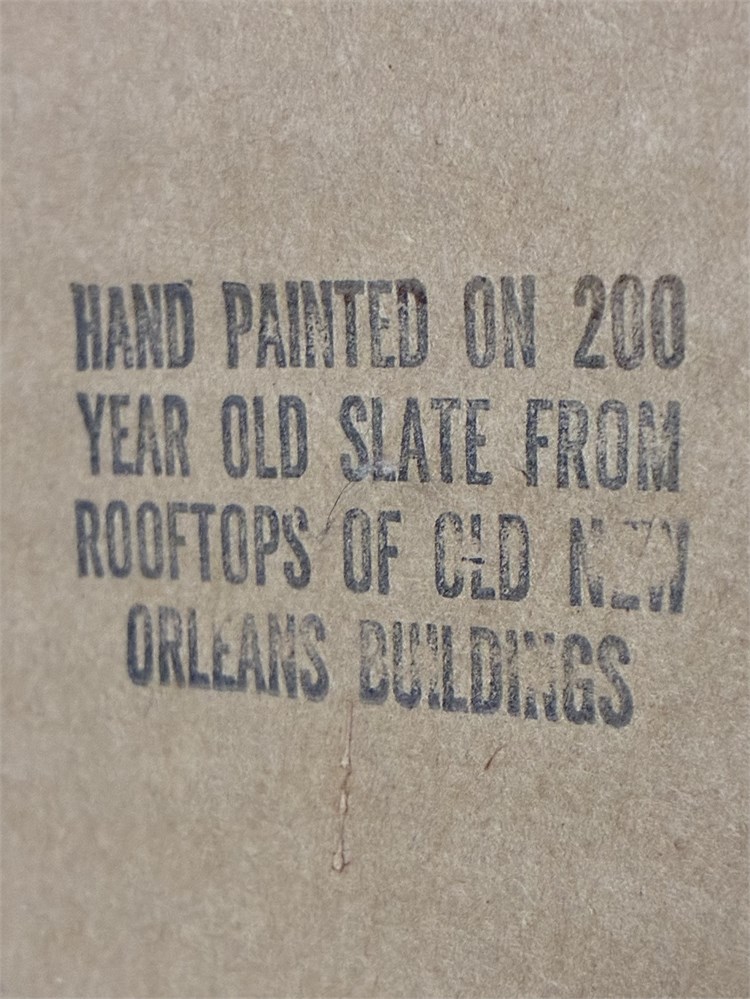 HAND PAINTED ON 200
YEAR OLD SLATE FROM
ROOFTOPS OF OLD NEW
ORLEANS BUILDINGS